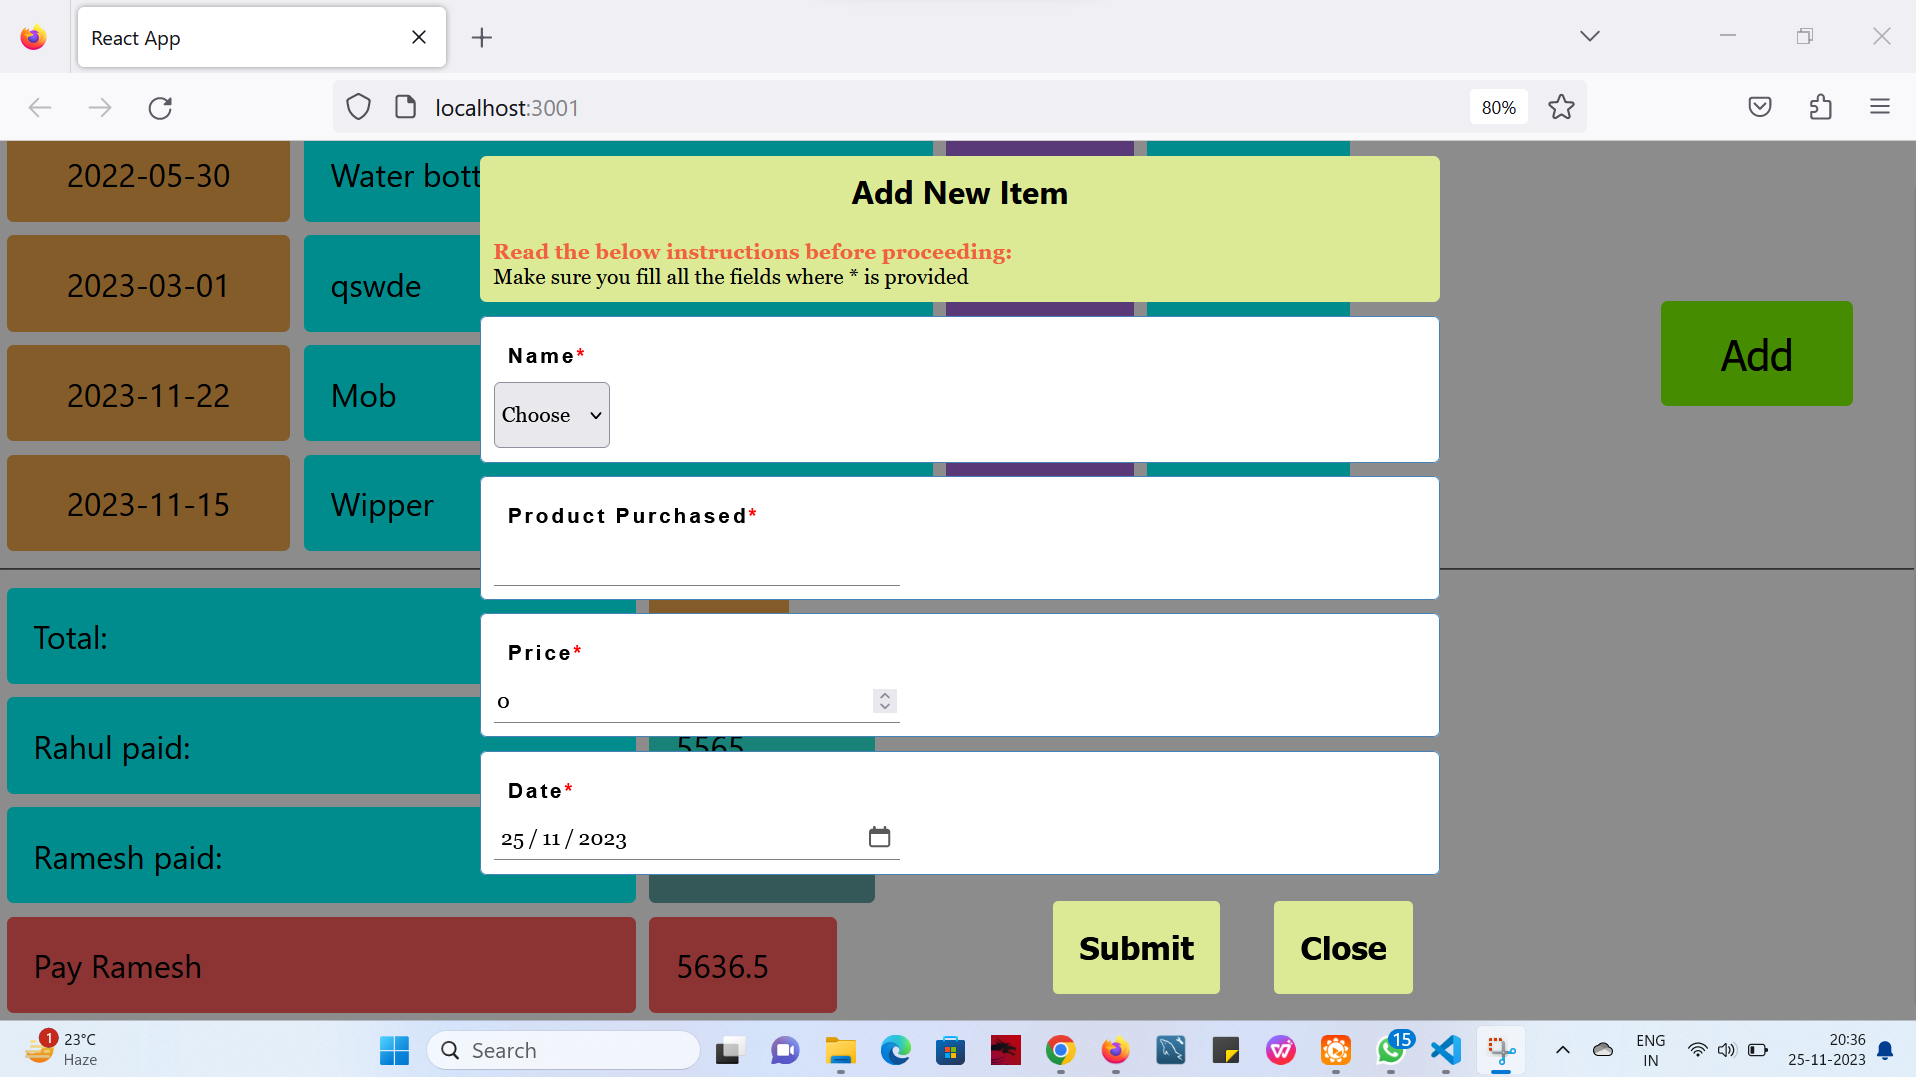 React App
localhost:3001
80%
2022-05-30
Water bott
Add New Item
Read the below instructions before proceeding:
Make sure you fill all the fields where * is provided
2023-03-01
qswde
Name*
Add
2023-11-22
Mob
Choose
2023-11-15
Wipper
Product Purchased*
Total:
Price*
0
Rahul paid:
5565
Date*
25 / 11 / 2023
Ramesh paid:
Submit
Close
Pay Ramesh
5636.5
1
23°C
Haze
Search
15
ENG
IN
20:36
25-11-2023